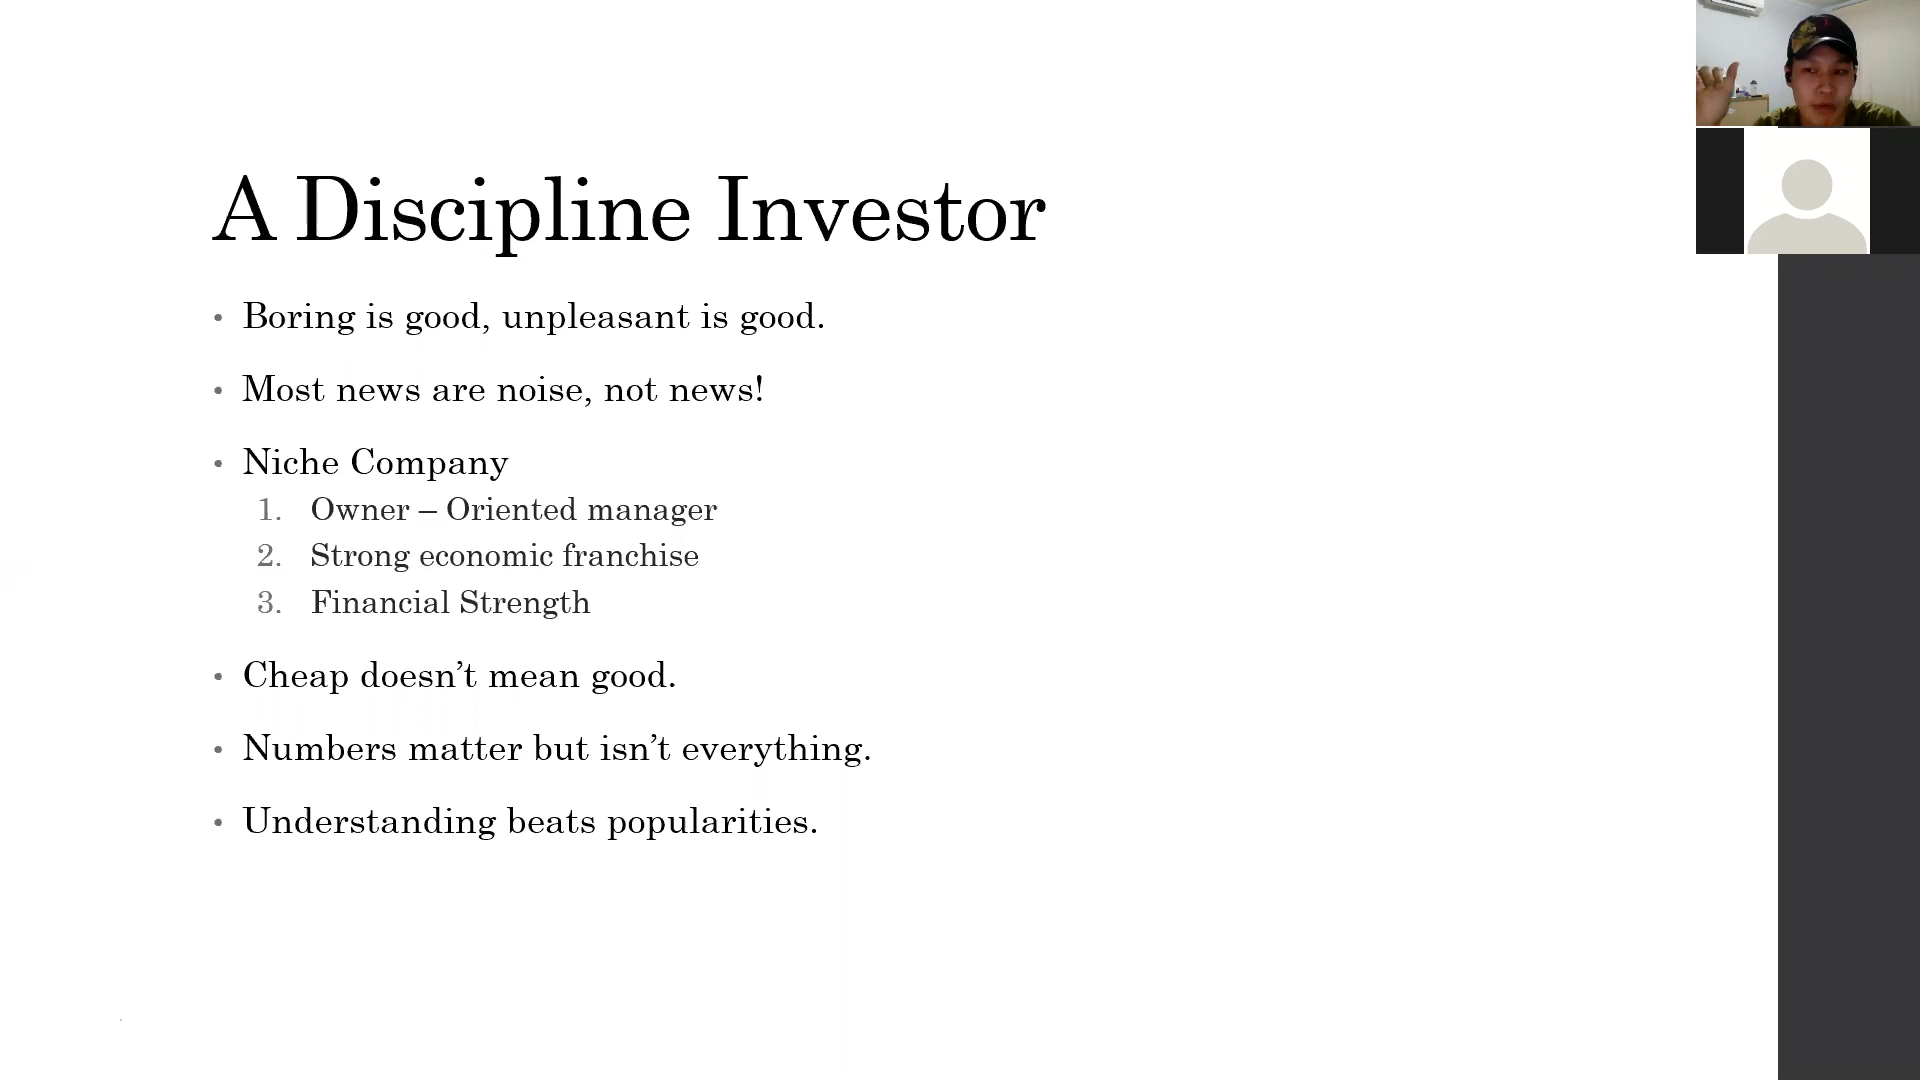 A Discipline Investor
• Boring is good, unpleasant is good.
• Most news are noise, not news!
• Niche Company
1. Owner – Oriented manager
2. Strong economic franchise
3. Financial Strength
• Cheap doesn’t mean good.
• Numbers matter but isn’t everything.
• Understanding beats popularities.